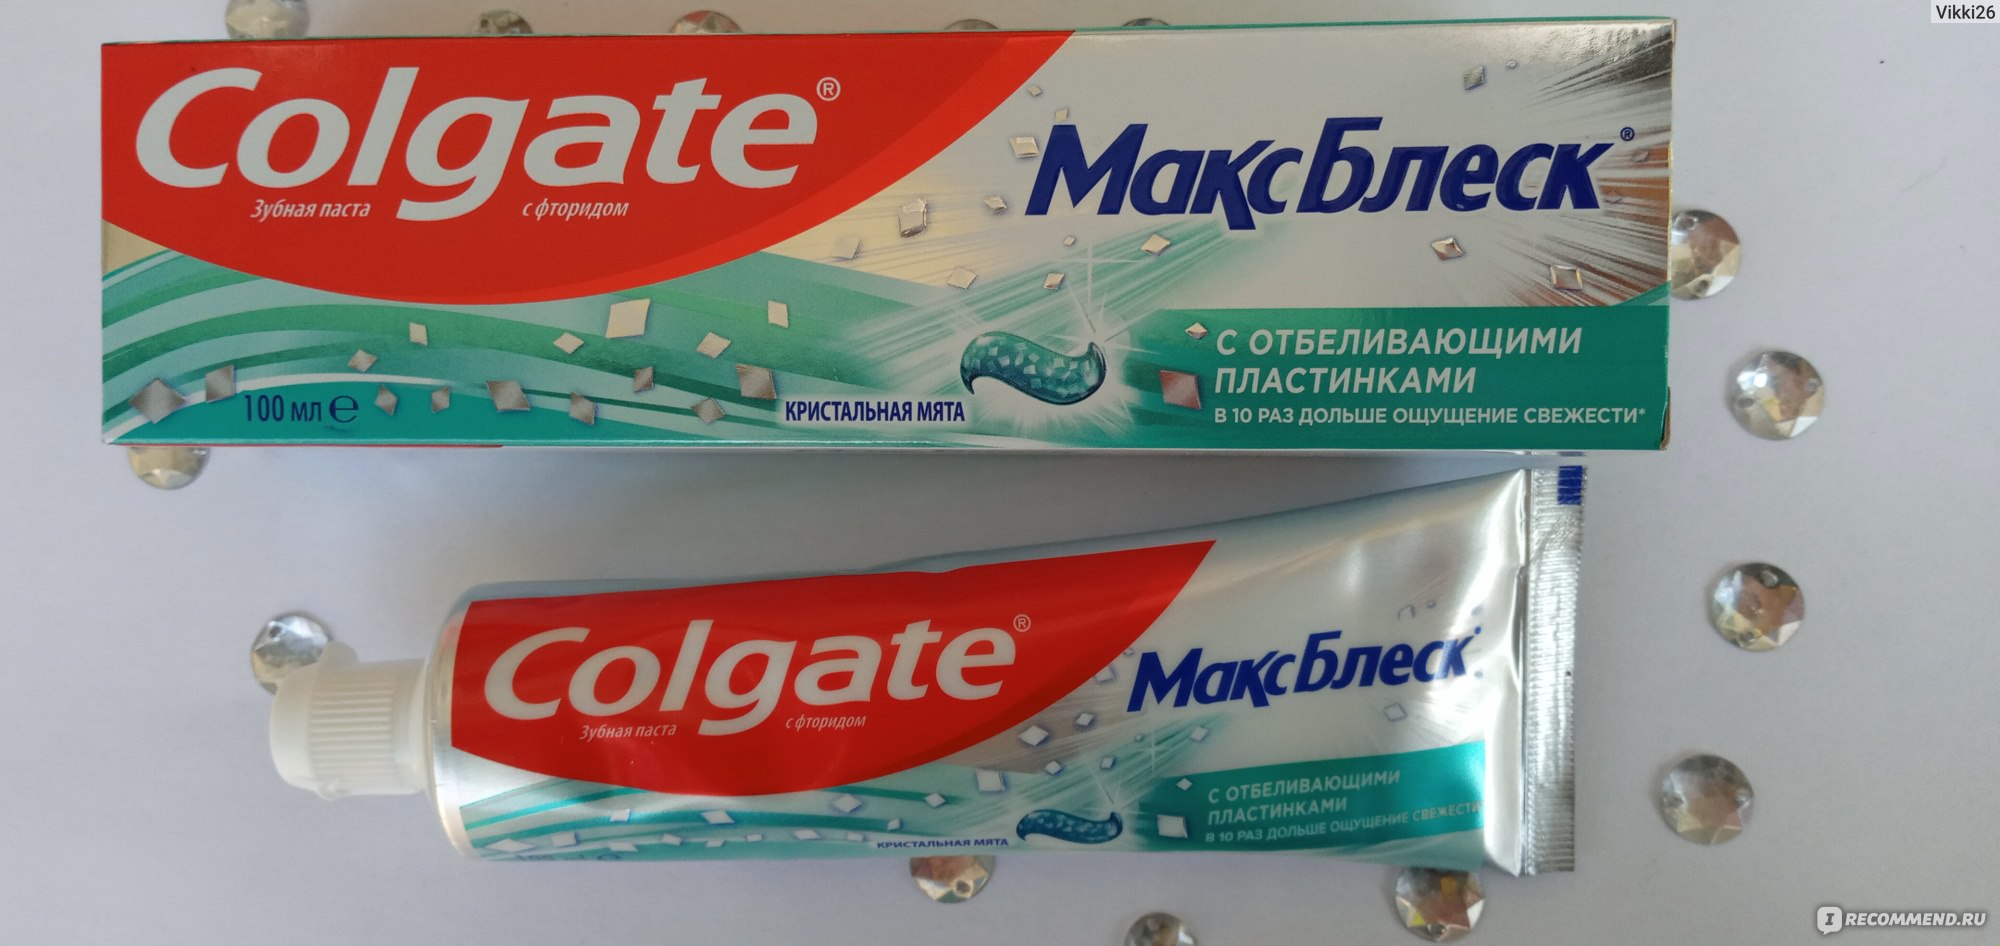 Vikki26
Colgate®
Зубная паста с фторидом
МаксБлеск®
С ОТБЕЛИВАЮЩИМИ
ПЛАСТИНКАМИ
В 10 РАЗ ДОЛЬШЕ ОЩУЩЕНИЕ СВЕЖЕСТИ*
100 мл ℮
КРИСТАЛЬНАЯ МЯТА
Colgate®
Зубная паста с фторидом
МаксБлеск
С ОТБЕЛИВАЮЩИМИ
ПЛАСТИНКАМИ
В 10 РАЗ ДОЛЬШЕ ОЩУЩЕНИЕ СВЕЖЕСТИ
КРИСТАЛЬНАЯ МЯТА
IRECOMMEND.RU